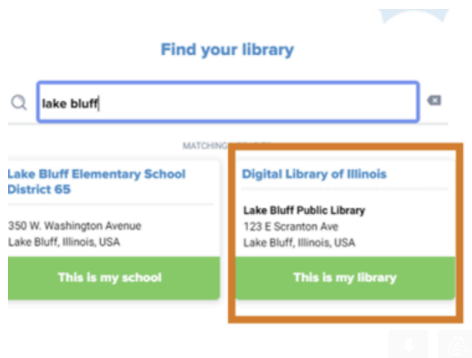 Find your library
lake bluff
MATCHING
Lake Bluff Elementary School
District 65
350 W. Washington Avenue
Lake Bluff, Illinois, USA
This is my school
Digital Library of Illinois
Lake Bluff Public Library
123 E Scranton Ave
Lake Bluff, Illinois, USA
This is my library